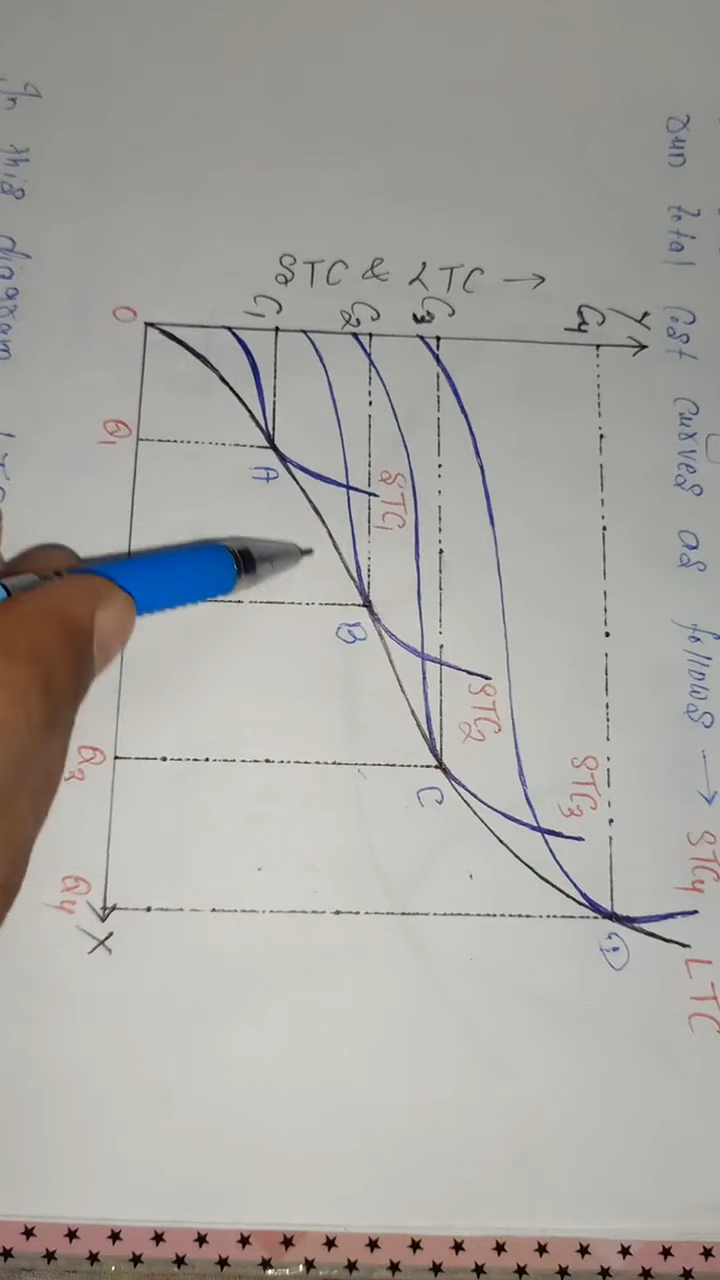 run total Cost curves as follows →
STC4
LTC
Y
C4
STC3
C3
STC & LTC →
STC2
D
C2
STC1
C
C1
B
A
O
Q1
Q3
Q4
X
In this diagram